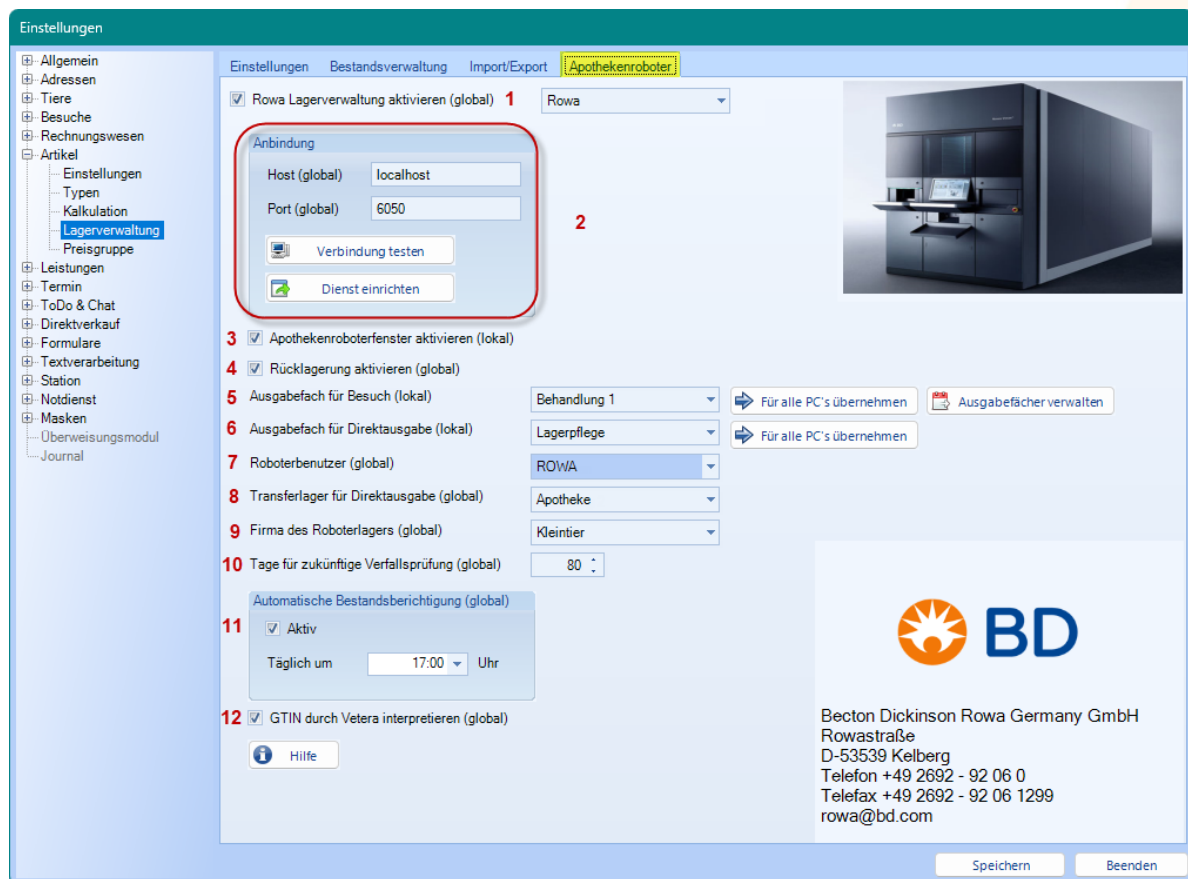 Einstellungen
Allgemein
Adressen
Tiere
Besuche
Rechnungswesen
Artikel
Einstellungen
Typen
Kalkulation
Lagerverwaltung
Preisgruppe
Leistungen
Termin
ToDo & Chat
Direktverkauf
Formulare
Textverarbeitung
Station
Notdienst
Masken
Überweisungsmodul
Journal
Einstellungen Bestandsverwaltung Import/Export Apothekenroboter
Rowa Lagerverwaltung aktivieren (global) 1 Rowa
Anbindung
Host (global) localhost
Port (global) 6050
2
Verbindung testen
Dienst einrichten
3 Apothekenroboterfenster aktivieren (lokal)
4 Rücklagerung aktivieren (global)
5 Ausgabefach für Besuch (lokal) Behandlung 1 Für alle PC's übernehmen Ausgabefächer verwalten
6 Ausgabefach für Direktausgabe (lokal) Lagerpflege Für alle PC's übernehmen
7 Roboterbenutzer (global) ROWA
8 Transferlager für Direktausgabe (global) Apotheke
9 Firma des Roboterlagers (global) Kleintier
10 Tage für zukünftige Verfallsprüfung (global) 80
Automatische Bestandsberichtigung (global)
11 Aktiv
Täglich um 17:00 Uhr
12 GTIN durch Vetera interpretieren (global)
Hilfe
BD
Becton Dickinson Rowa Germany GmbH
Rowastraße
D-53539 Kelberg
Telefon +49 2692 - 92 06 0
Telefax +49 2692 - 92 06 1299
rowa@bd.com
Speichern Beenden